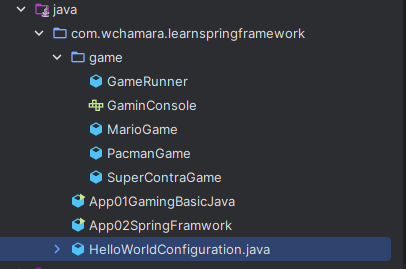 java
com.wchamara.learnspringframework
game
GameRunner
GaminConsole
MarioGame
PacmanGame
SuperContraGame
App01GamingBasicJava
App02SpringFramwork
HelloWorldConfiguration.java